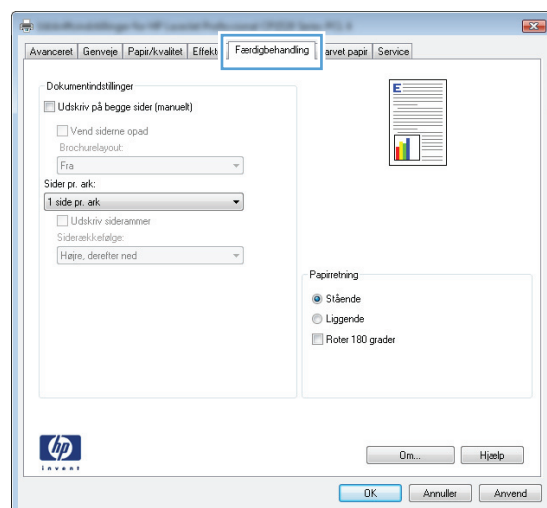 Avanceret Genveje Papir/kvalitet Færdigbehandling arvet papir Service
Dokumentindstillinger
Udskriv på begge sider (manuelt)
Vend siderne opad
Brochurelayout:
Fra
Sider pr. ark:
1 side pr. ark
Udskriv siderammer
Siderækkefølge:
Højre, derefter ned
E
Papirretning
Stående
Liggende
Roter 180 grader
hp
invent
Om... Hjælp
OK Annuller Anvend